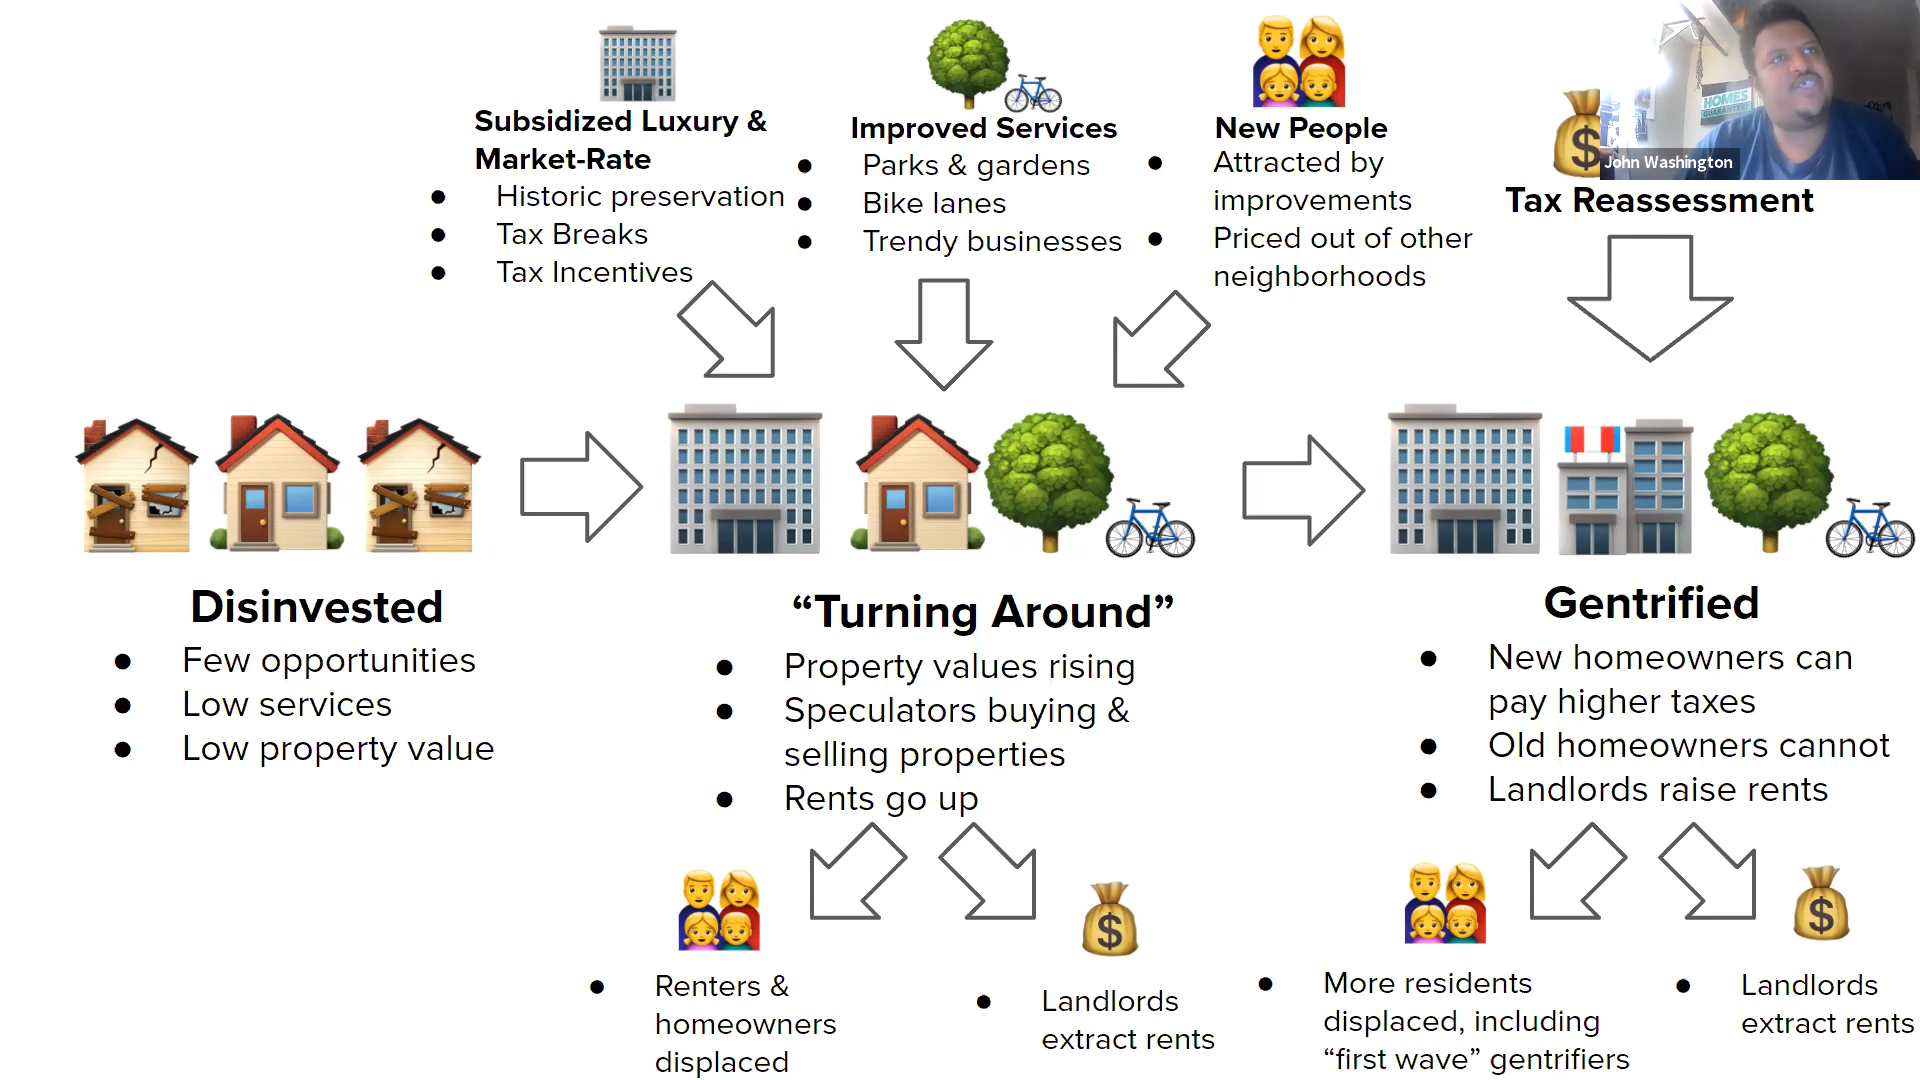 Subsidized Luxury &
Market-Rate
● Historic preservation
● Tax Breaks
● Tax Incentives
Improved Services
● Parks & gardens
● Bike lanes
● Trendy businesses
New People
● Attracted by
improvements
● Priced out of other
neighborhoods
$
HOMES
GUARANTEE
John Washington
Tax Reassessment
Disinvested
● Few opportunities
● Low services
● Low property value
“Turning Around”
● Property values rising
● Speculators buying &
selling properties
● Rents go up
Gentrified
● New homeowners can
pay higher taxes
● Old homeowners cannot
● Landlords raise rents
● Renters &
homeowners
displaced
$
● Landlords
extract rents
● More residents
displaced, including
“first wave” gentrifiers
$
● Landlords
extract rents